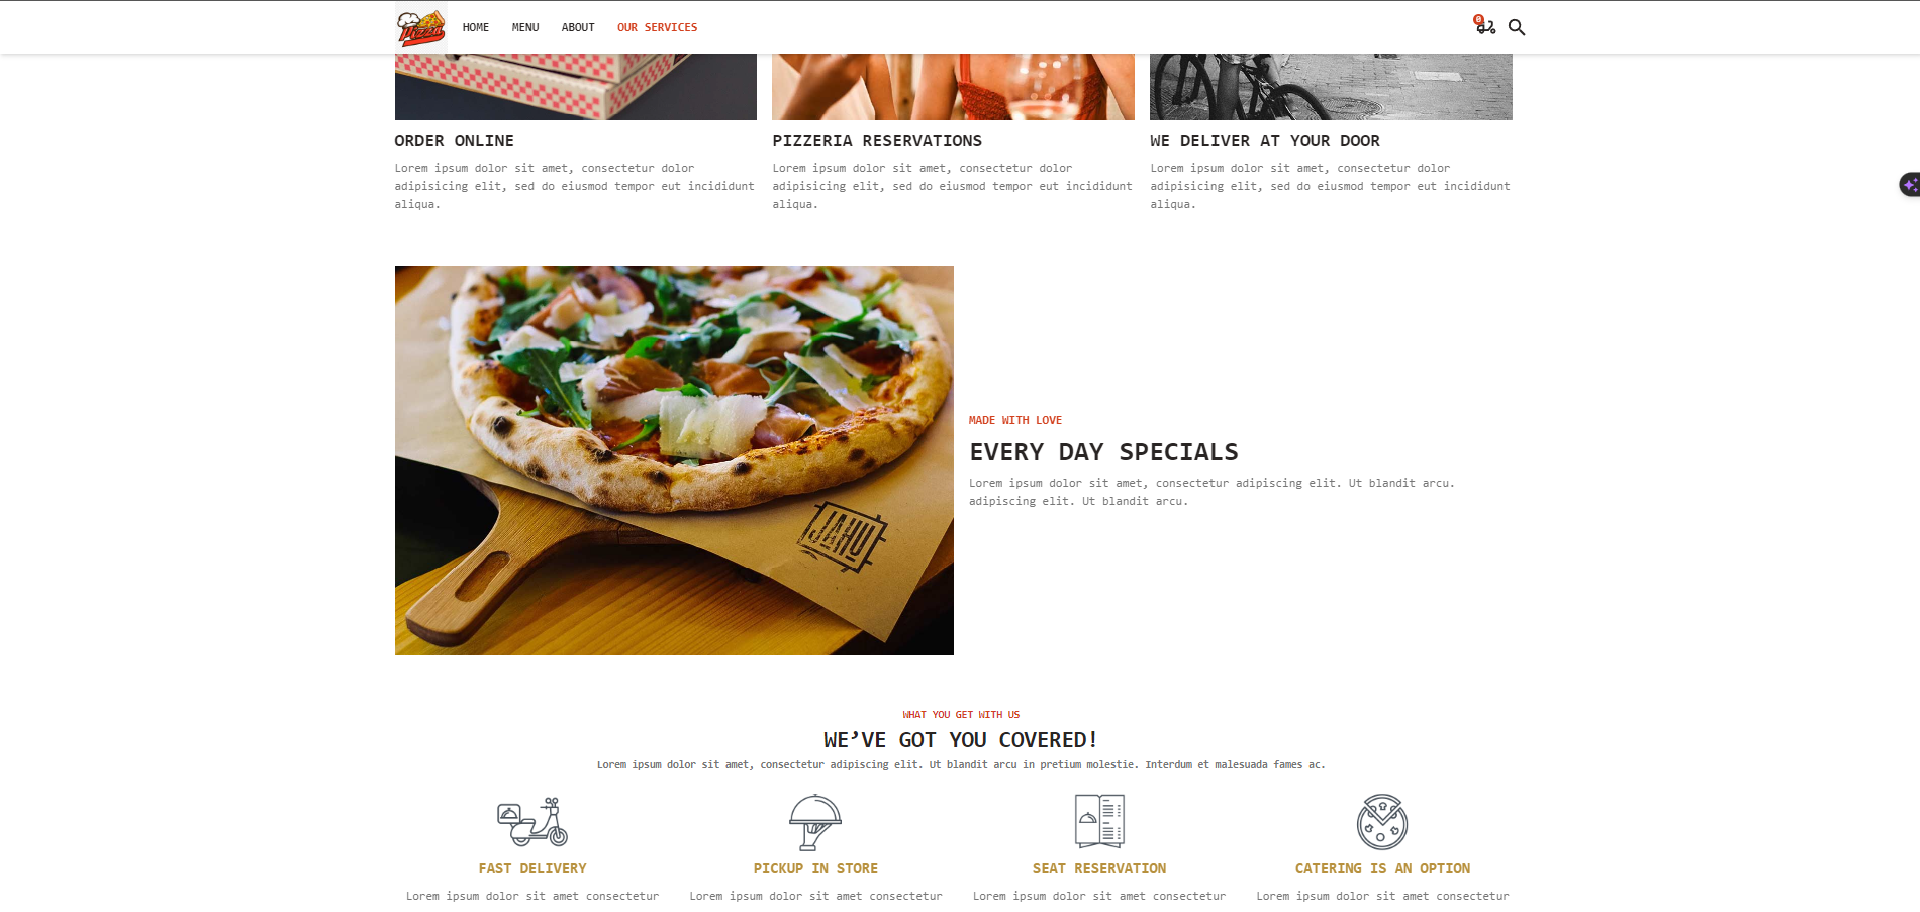 Pizza HOME MENU ABOUT OUR SERVICES 0
ORDER ONLINE
Lorem ipsum dolor sit amet, consectetur dolor
adipisicing elit, sed do eiusmod tempor eut incididunt
aliqua.
PIZZERIA RESERVATIONS
Lorem ipsum dolor sit amet, consectetur dolor
adipisicing elit, sed do eiusmod tempor eut incididunt
aliqua.
WE DELIVER AT YOUR DOOR
Lorem ipsum dolor sit amet, consectetur dolor
adipisicing elit, sed do eiusmod tempor eut incididunt
aliqua.
MADE WITH LOVE
EVERY DAY SPECIALS
Lorem ipsum dolor sit amet, consectetur adipiscing elit. Ut blandit arcu.
adipiscing elit. Ut blandit arcu.
WHAT YOU GET WITH US
WE’VE GOT YOU COVERED!
Lorem ipsum dolor sit amet, consectetur adipiscing elit. Ut blandit arcu in pretium molestie. Interdum et malesuada fames ac.
FAST DELIVERY
Lorem ipsum dolor sit amet consectetur
PICKUP IN STORE
Lorem ipsum dolor sit amet consectetur
SEAT RESERVATION
Lorem ipsum dolor sit amet consectetur
CATERING IS AN OPTION
Lorem ipsum dolor sit amet consectetur